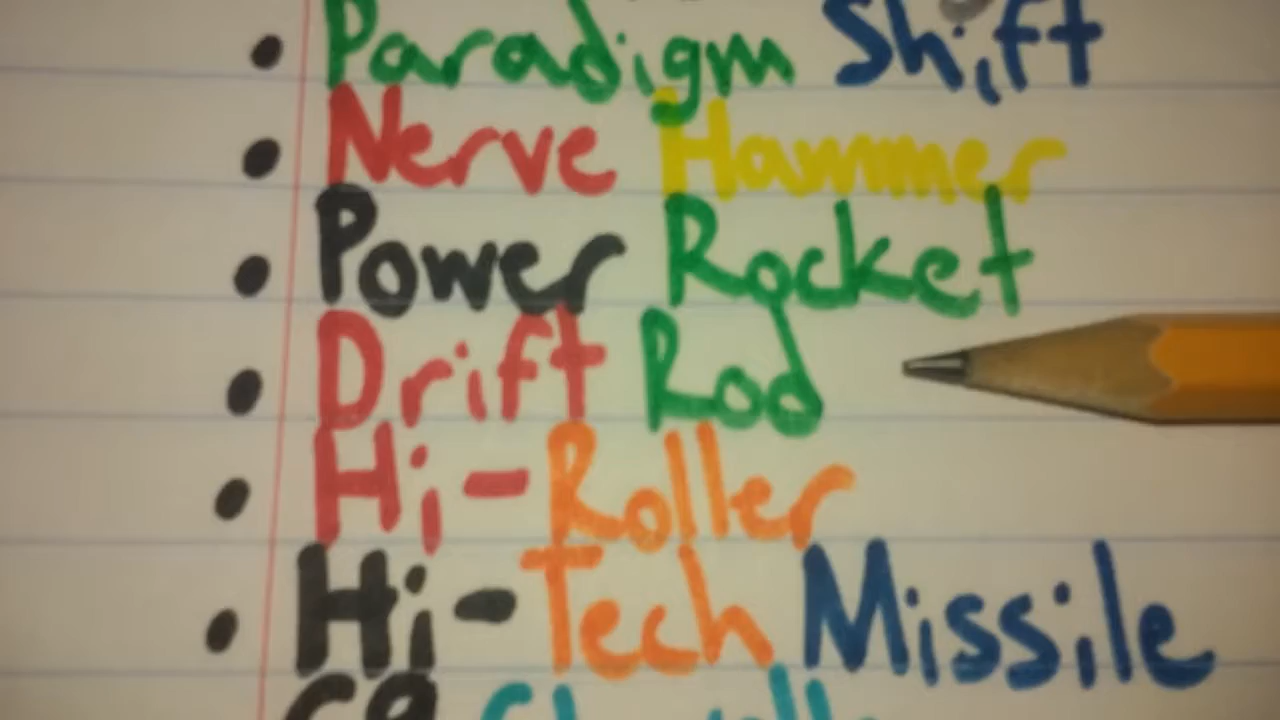 • Paradigm Shift
• Nerve Hammer
• Power Rocket
• Drift Rod
• Hi-Roller
• Hi-Tech Missile